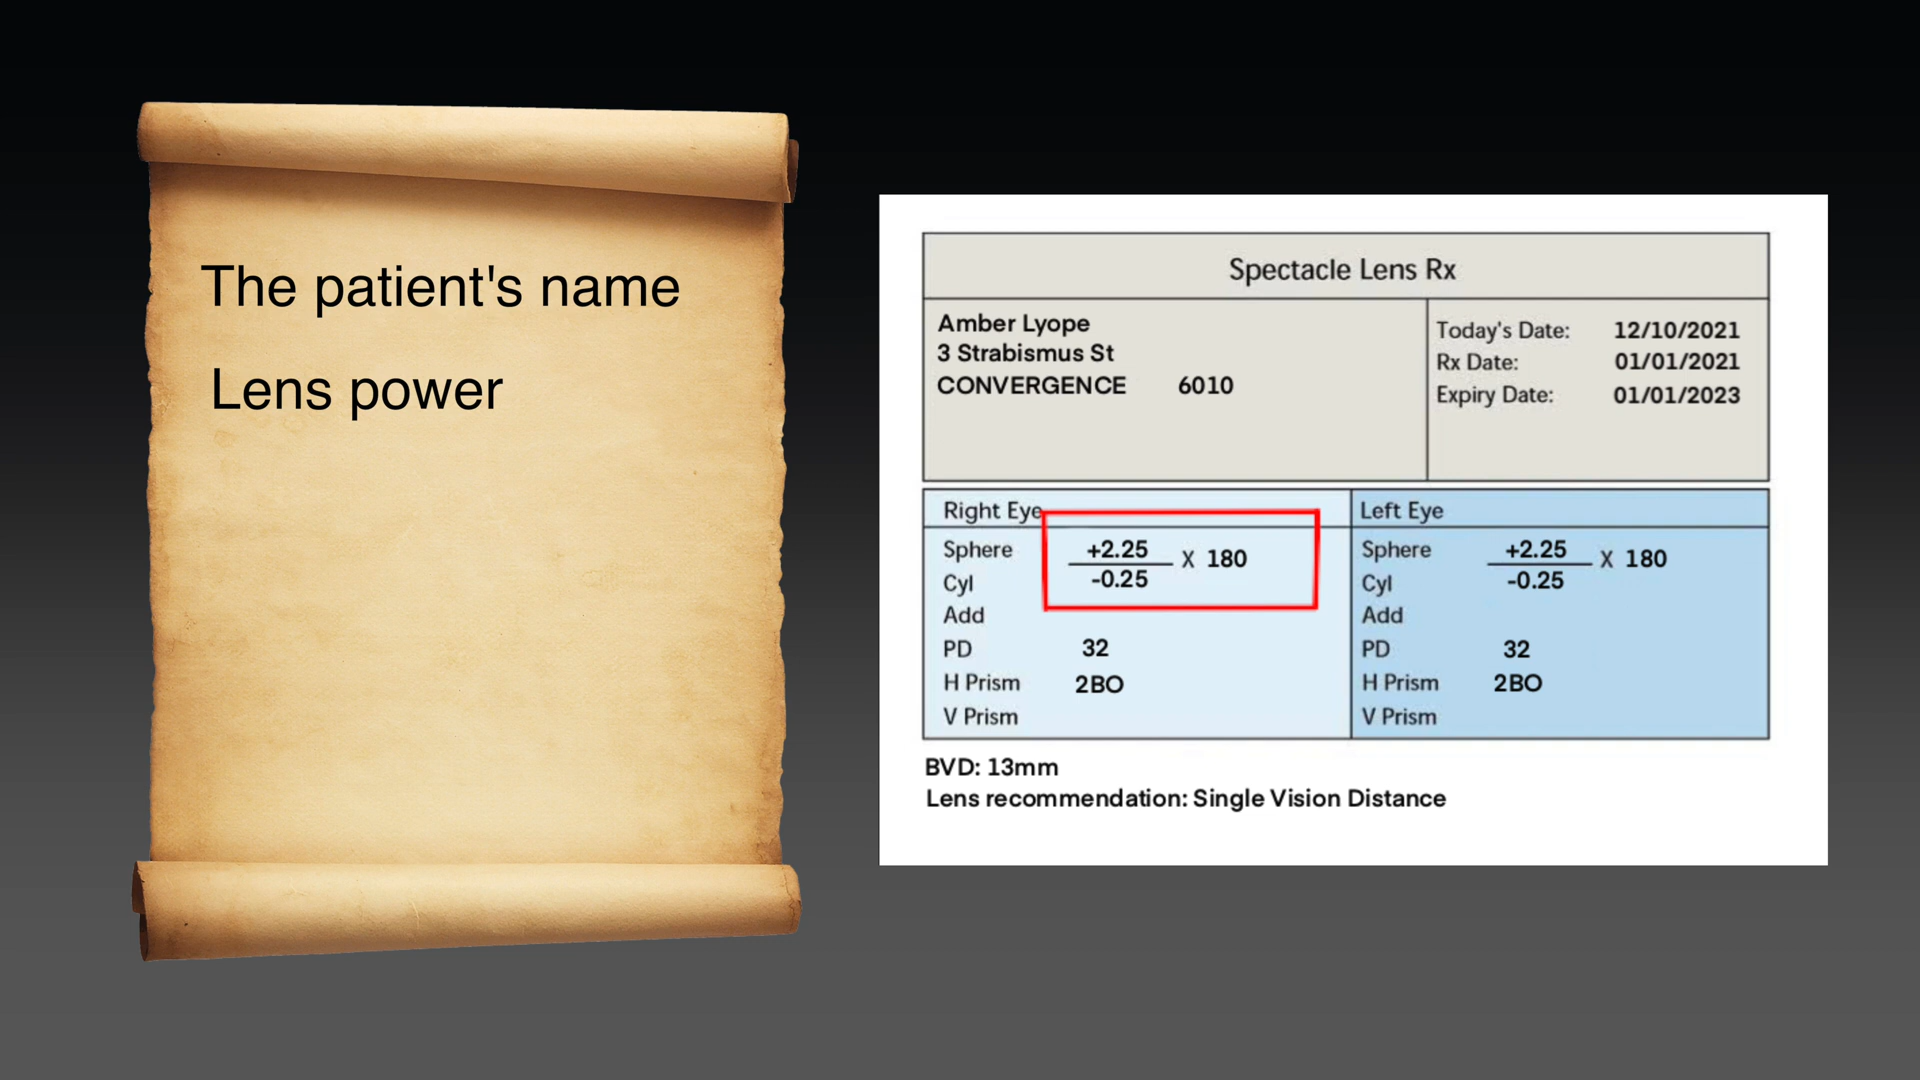 The patient's name
Lens power
Spectacle Lens Rx
Amber Lyope
3 Strabismus St
CONVERGENCE 6010
Today's Date: 12/10/2021
Rx Date: 01/01/2021
Expiry Date: 01/01/2023
Right Eye
Sphere +2.25
Cyl -0.25 X 180
Add
PD 32
H Prism 2BO
V Prism
Left Eye
Sphere +2.25
Cyl -0.25 X 180
Add
PD 32
H Prism 2BO
V Prism
BVD: 13mm
Lens recommendation: Single Vision Distance